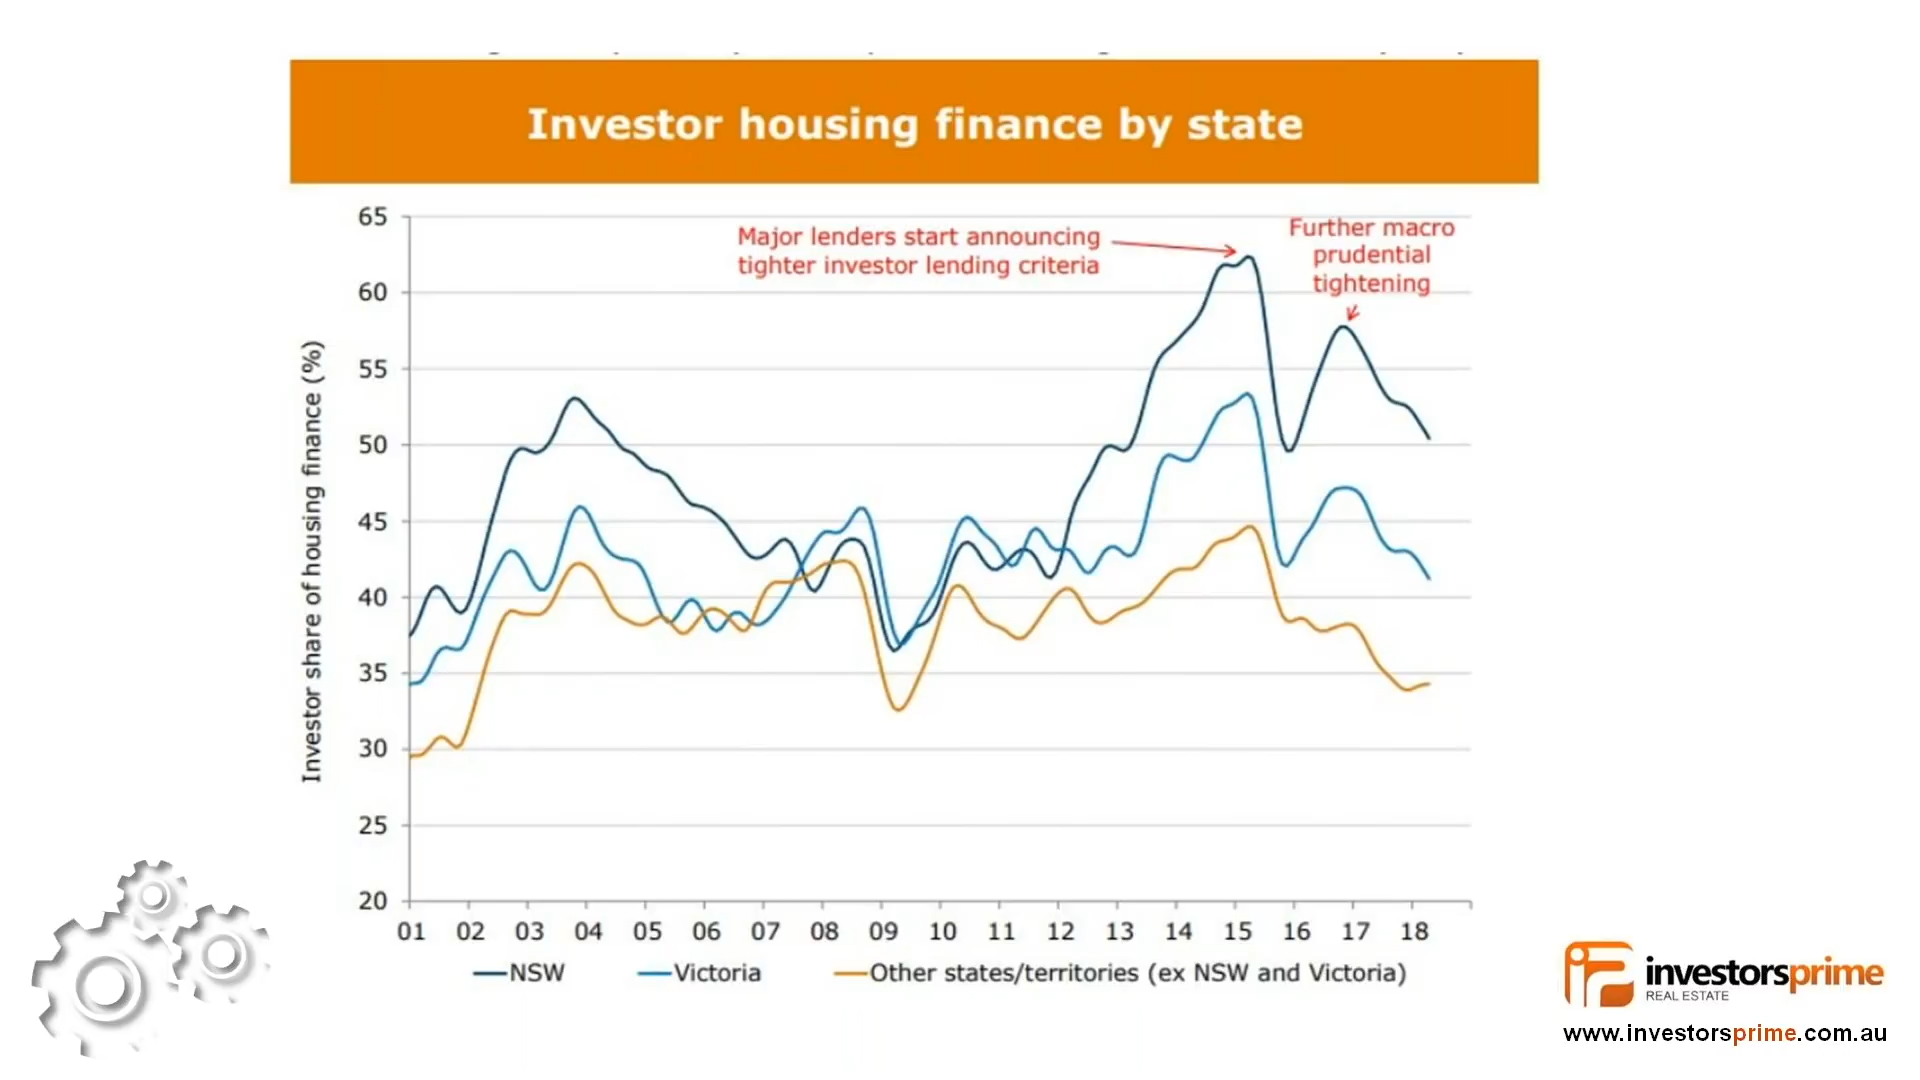 Investor housing finance by state
Major lenders start announcing
tighter investor lending criteria
Further macro
prudential
tightening
Investor share of housing finance (%)
65
60
55
50
45
40
35
30
25
20
01 02 03 04 05 06 07 08 09 10 11 12 13 14 15 16 17 18
NSW Victoria Other states/territories (ex NSW and Victoria)
investorsprime
REAL ESTATE
www.investorsprime.com.au